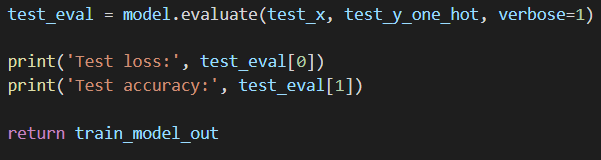 test_eval = model.evaluate(test_x, test_y_one_hot, verbose=1)
print('Test loss:', test_eval[0])
print('Test accuracy:', test_eval[1])
return train_model_out